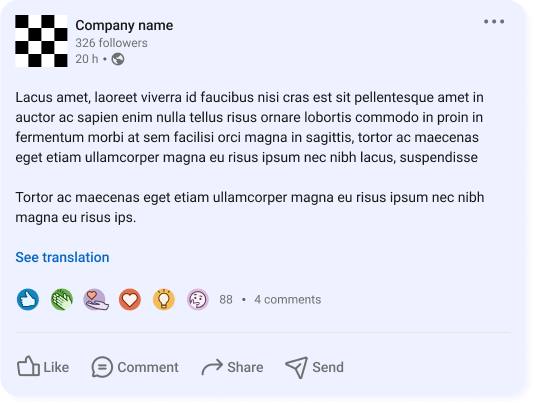 Company name
326 followers
20 h •
Lacus amet, laoreet viverra id faucibus nisi cras est sit pellentesque amet in
auctor ac sapien enim nulla tellus risus ornare lobortis commodo in proin in
fermentum morbi at sem facilisi orci magna in sagittis, tortor ac maecenas
eget etiam ullamcorper magna eu risus ipsum nec nibh lacus, suspendisse
Tortor ac maecenas eget etiam ullamcorper magna eu risus ipsum nec nibh
magna eu risus ips.
See translation
88 • 4 comments
Like Comment Share Send